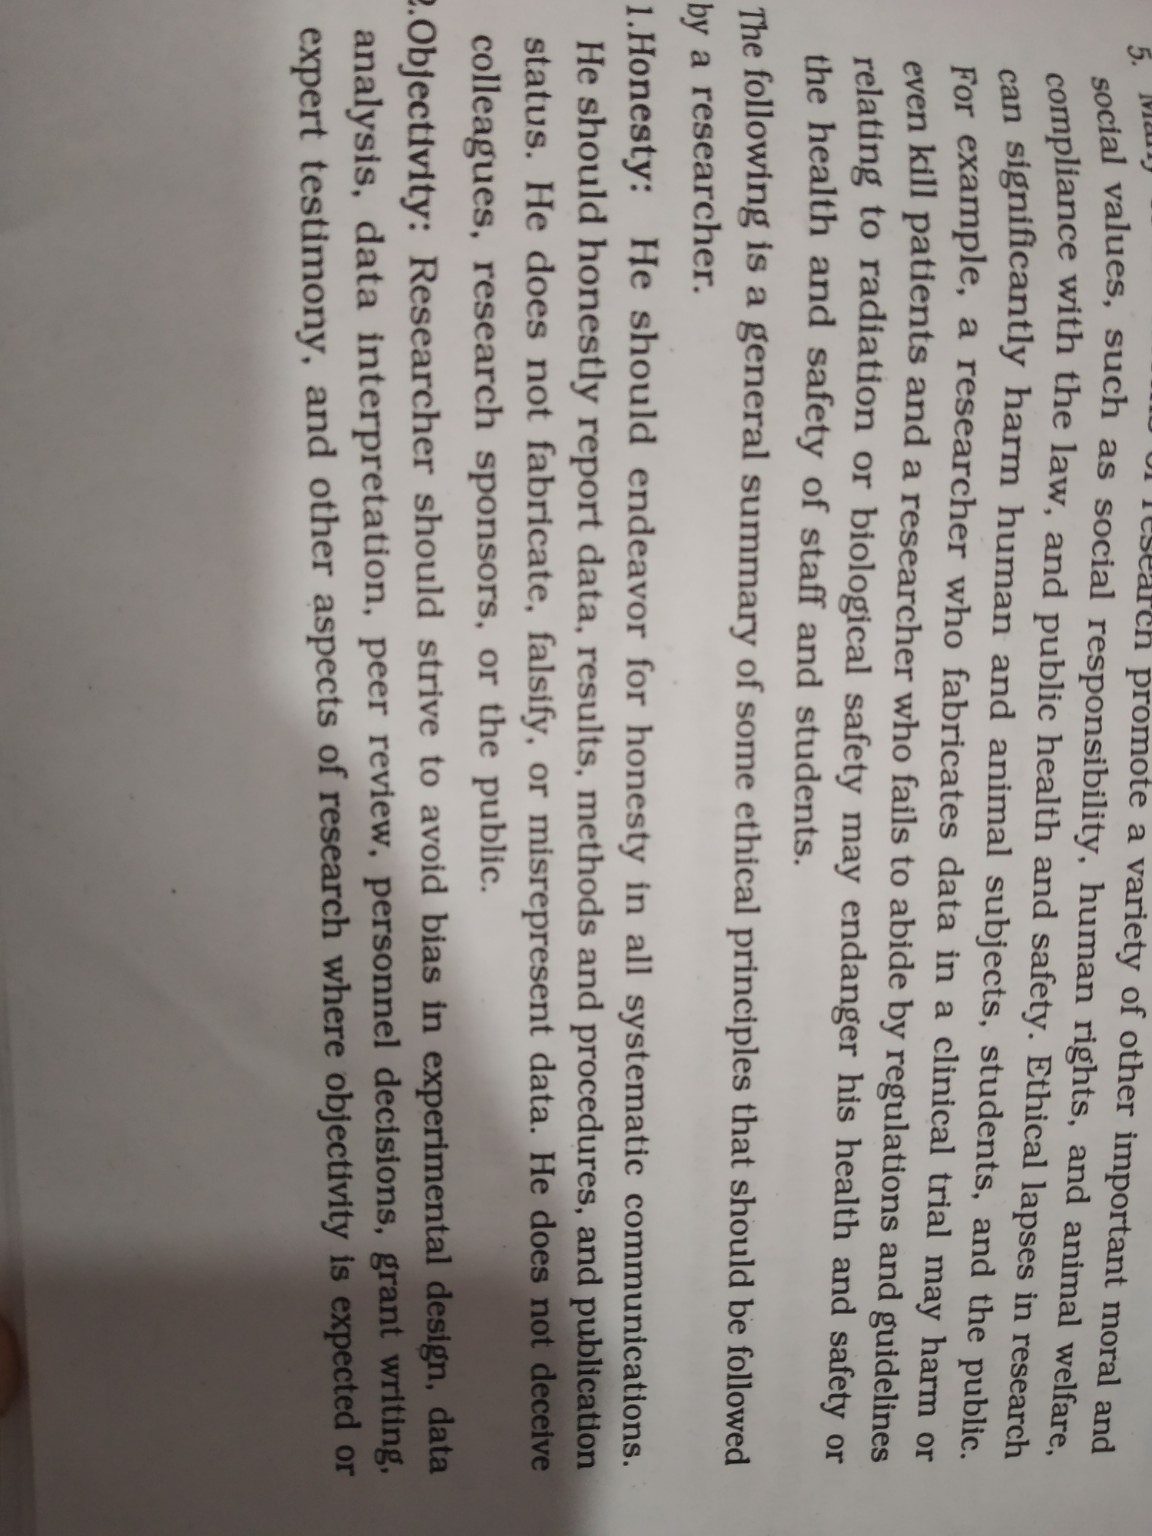 5. Many of research promote a variety of other important moral and
social values, such as social responsibility, human rights, and animal welfare,
compliance with the law, and public health and safety. Ethical lapses in research
can significantly harm human and animal subjects, students, and the public.
For example, a researcher who fabricates data in a clinical trial may harm or
even kill patients and a researcher who fails to abide by regulations and guidelines
relating to radiation or biological safety may endanger his health and safety or
the health and safety of staff and students.
The following is a general summary of some ethical principles that should be followed
by a researcher.
1.Honesty: He should endeavor for honesty in all systematic communications.
He should honestly report data, results, methods and procedures, and publication
status. He does not fabricate, falsify, or misrepresent data. He does not deceive
colleagues, research sponsors, or the public.
2.Objectivity: Researcher should strive to avoid bias in experimental design, data
analysis, data interpretation, peer review, personnel decisions, grant writing,
expert testimony, and other aspects of research where objectivity is expected or